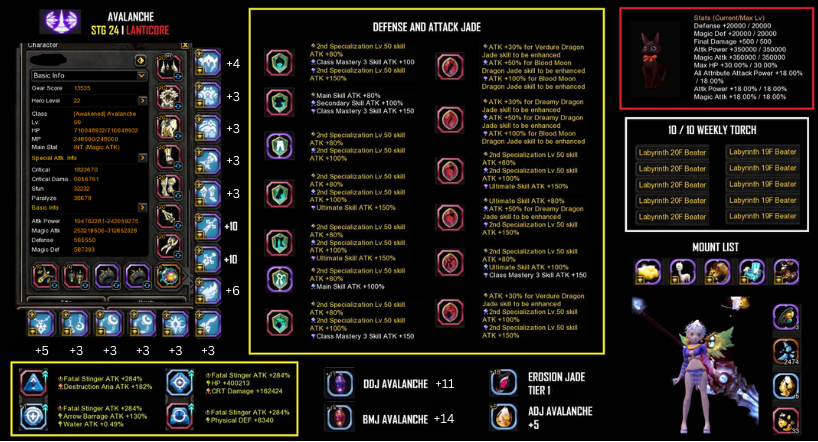 AVALANCHE
STG 24 | LANTICORE
Character
Basic Info
Gear Score 13535
Hero Level 22
Class [Awakened] Avalanche
Lv. 99
HP 710048932/710048932
MP 248000/248000
Main Stat INT (Magic ATK)
Special Attk. Info
Critical 1823670
Critical Dama...
Stun 32232
Paralyze 38679
Basic Info
Attk Power
Magic Attk
Defense 595550
Magic Def 587393
+4
+3
+3
+3
+3
+10
+10
+6
+5
+3
+3
+3
+3
+3
DEFENSE AND ATTACK JADE
2nd Specialization Lv.50 skill
ATK +80%
Class Mastery 3 Skill ATK +100
2nd Specialization Lv.50 skill
ATK +150%
Main Skill ATK +80%
Secondary Skill ATK +100%
Class Mastery 3 Skill ATK +150
2nd Specialization Lv.50 skill
ATK +80%
2nd Specialization Lv.50 skill
ATK +100%
2nd Specialization Lv.50 skill
ATK +80%
2nd Specialization Lv.50 skill
ATK +100%
Ultimate Skill ATK +150%
2nd Specialization Lv.50 skill
ATK +80%
2nd Specialization Lv.50 skill
ATK +100%
Ultimate Skill ATK +150%
2nd Specialization Lv.50 skill
ATK +80%
Main Skill ATK +100%
2nd Specialization Lv.50 skill
ATK +80%
2nd Specialization Lv.50 skill
ATK +100%
Class Mastery 3 Skill ATK +150
ATK +30% for Verdure Dragon
Jade skill to be enhanced
ATK +50% for Blood Moon
Dragon Jade skill to be enhanced
ATK +100% for Blood Moon
Dragon Jade skill to be enhanced
ATK +30% for Dreamy Dragon
Jade skill to be enhanced
ATK +50% for Dreamy Dragon
Jade skill to be enhanced
ATK +100% for Blood Moon
Dragon Jade skill to be enhanced
2nd Specialization Lv.50 skill
ATK +80%
2nd Specialization Lv.50 skill
ATK +100%
Ultimate Skill ATK +150%
Ultimate Skill ATK +80%
ATK +50% for Dreamy Dragon
Jade skill to be enhanced
2nd Specialization Lv.50 skill
ATK +150%
2nd Specialization Lv.50 skill
ATK +80%
Ultimate Skill ATK +100%
Class Mastery 3 Skill ATK +150
ATK +30% for Verdure Dragon
Jade skill to be enhanced
2nd Specialization Lv.50 skill
ATK +100%
2nd Specialization Lv.50 skill
ATK +150%
Stats (Current/Max Lv)
Defense +20000 / 20000
Magic Def +20000 / 20000
Final Damage +500 / 500
Attk Power +350000 / 350000
Magic Attk +350000 / 350000
Max HP +30.00% / 30.00%
All Attribute Attack Power +18.00%
/ 18.00%
Attk Power +18.00% / 18.00%
Magic Attk +18.00% / 18.00%
10 / 10 WEEKLY TORCH
Labyrinth 20F Beater Labyrinth 19F Beater
Labyrinth 20F Beater Labyrinth 19F Beater
Labyrinth 20F Beater Labyrinth 19F Beater
Labyrinth 20F Beater Labyrinth 19F Beater
Labyrinth 20F Beater Labyrinth 19F Beater
MOUNT LIST
3
2474
5
33
Fatal Stinger ATK +284%
Destruction Aria ATK +182%
Fatal Stinger ATK +284%
HP +400213
CRT Damage +162424
Fatal Stinger ATK +284%
Arrow Barrage ATK +130%
Water ATK +0.49%
Fatal Stinger ATK +284%
Physical DEF +8340
DDJ AVALANCHE +11
BMJ AVALANCHE +14
EROSION JADE
TIER 1
ADJ AVALANCHE
+5